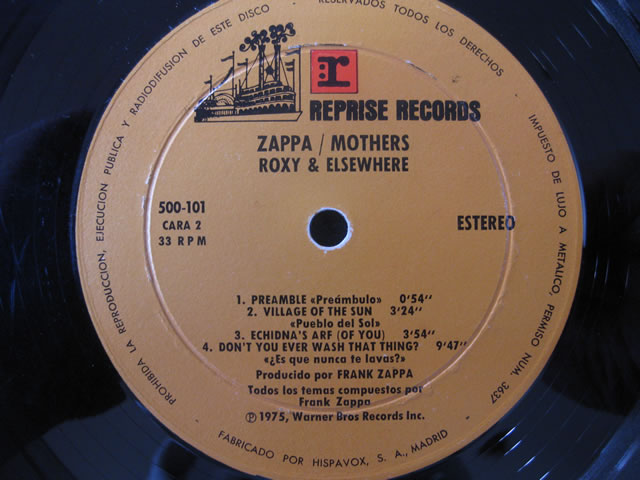 PROHIBIDA LA REPRODUCCION, EJECUCION PUBLICA Y RADIODIFUSION DE ESTE DISCO
RESERVADOS TODOS LOS DERECHOS
IMPUESTO DE LUJO A METALICO, PERMISO NUM. 3637
r
REPRISE RECORDS
ZAPPA / MOTHERS
ROXY & ELSEWHERE
500-101
CARA 2
33 RPM
ESTEREO
1. PREAMBLE «Preámbulo» 0'54''
2. VILLAGE OF THE SUN 3'24''
«Pueblo del Sol»
3. ECHIDNA'S ARF (OF YOU) 3'54''
4. DON'T YOU EVER WASH THAT THING? 9'47''
«¿Es que nunca te lavas?»
Producido por FRANK ZAPPA
Todos los temas compuestos por
Frank Zappa
℗ 1975, Warner Bros Records Inc.
FABRICADO POR HISPAVOX, S. A., MADRID